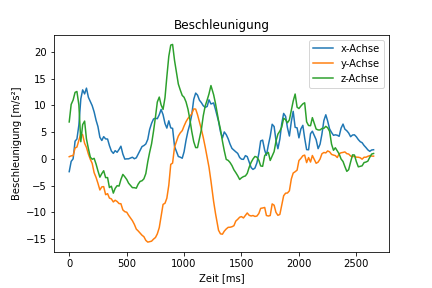 Beschleunigung
x-Achse
y-Achse
z-Achse
Beschleunigung [m/s²]
20
15
10
5
0
−5
−10
−15
0
500
1000
1500
2000
2500
Zeit [ms]